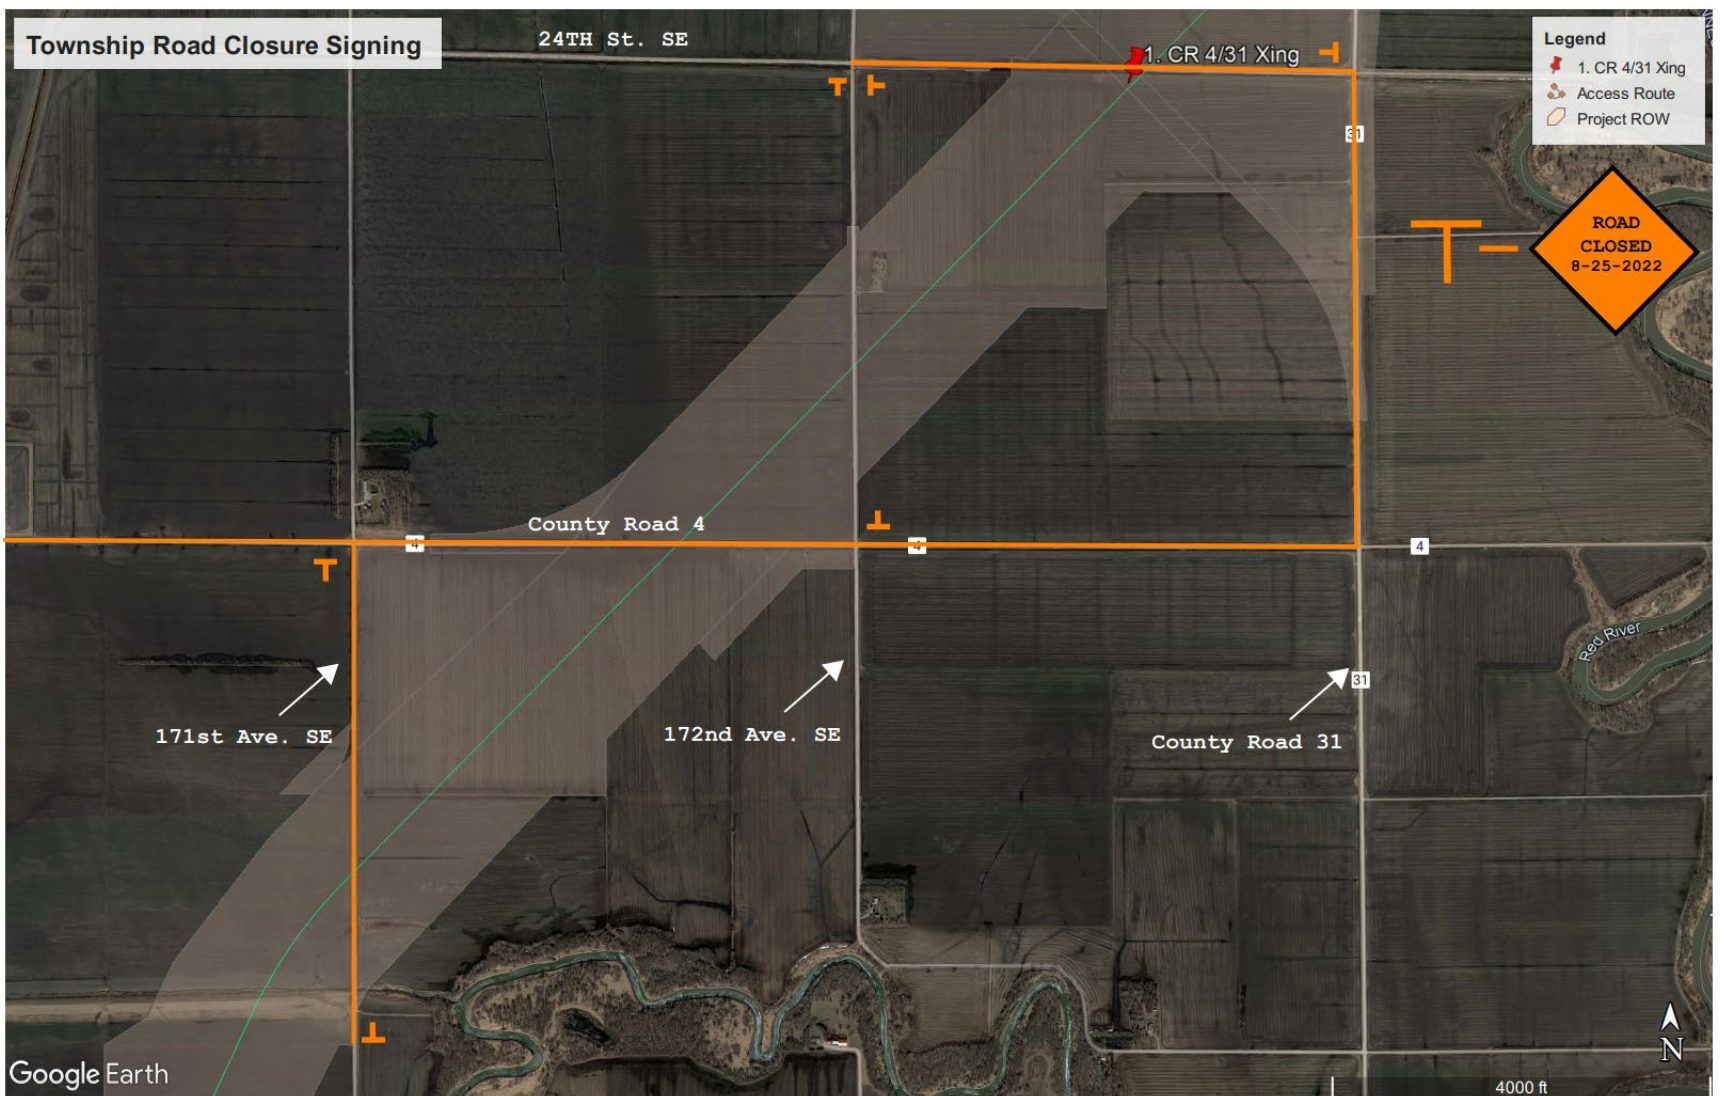 Township Road Closure Signing
24TH St. SE
1. CR 4/31 Xing
Legend
1. CR 4/31 Xing
Access Route
Project ROW
31
ROAD
CLOSED
8-25-2022
County Road 4
4
4
4
Red River
31
171st Ave. SE
172nd Ave. SE
County Road 31
N
Google Earth
4000 ft